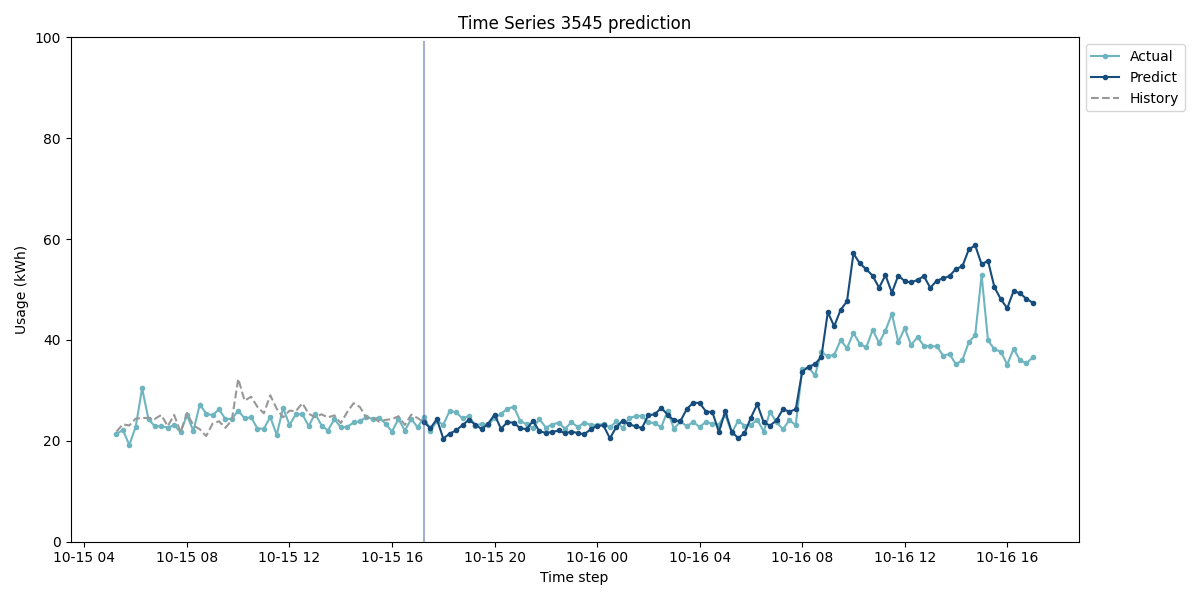 Time Series 3545 prediction
100
80
60
40
20
0
Usage (kWh)
10-15 04
10-15 08
10-15 12
10-15 16
10-15 20
10-16 00
10-16 04
10-16 08
10-16 12
10-16 16
Time step
Actual
Predict
History